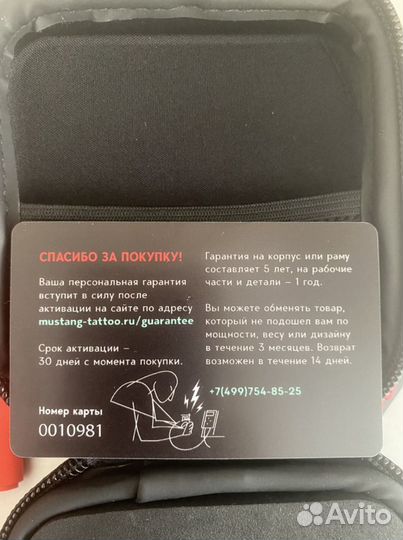 СПАСИБО ЗА ПОКУПКУ!
Ваша персональная гарантия
вступит в силу после
активации на сайте по адресу
mustang-tattoo.ru/guarantee
Срок активации –
30 дней с момента покупки.
Номер карты
0010981
Гарантия на корпус или раму
составляет 5 лет, на рабочие
части и детали – 1 год.
Вы можете обменять товар,
который не подошел вам по
мощности, весу или дизайну
в течение 3 месяцев. Возврат
возможен в течение 14 дней.
+7(499)754-85-25
Avito